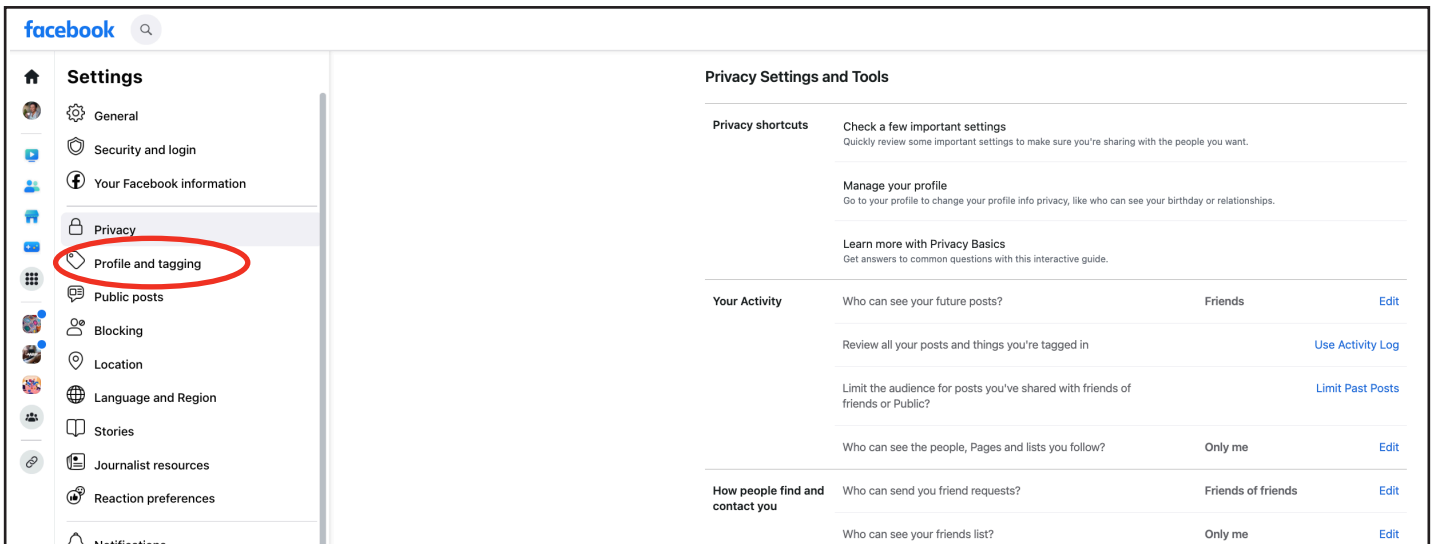 facebook
Settings
General
Security and login
Your Facebook information
Privacy
Profile and tagging
Public posts
Blocking
Location
Language and Region
Stories
Journalist resources
Reaction preferences
Notifications
Privacy Settings and Tools
Privacy shortcuts
Check a few important settings
Quickly review some important settings to make sure you're sharing with the people you want.
Manage your profile
Go to your profile to change your profile info privacy, like who can see your birthday or relationships.
Learn more with Privacy Basics
Get answers to common questions with this interactive guide.
Your Activity
Who can see your future posts? Friends Edit
Review all your posts and things you're tagged in Use Activity Log
Limit the audience for posts you've shared with friends of Limit Past Posts
friends or Public?
Who can see the people, Pages and lists you follow? Only me Edit
How people find and Who can send you friend requests? Friends of friends Edit
contact you
Who can see your friends list? Only me Edit